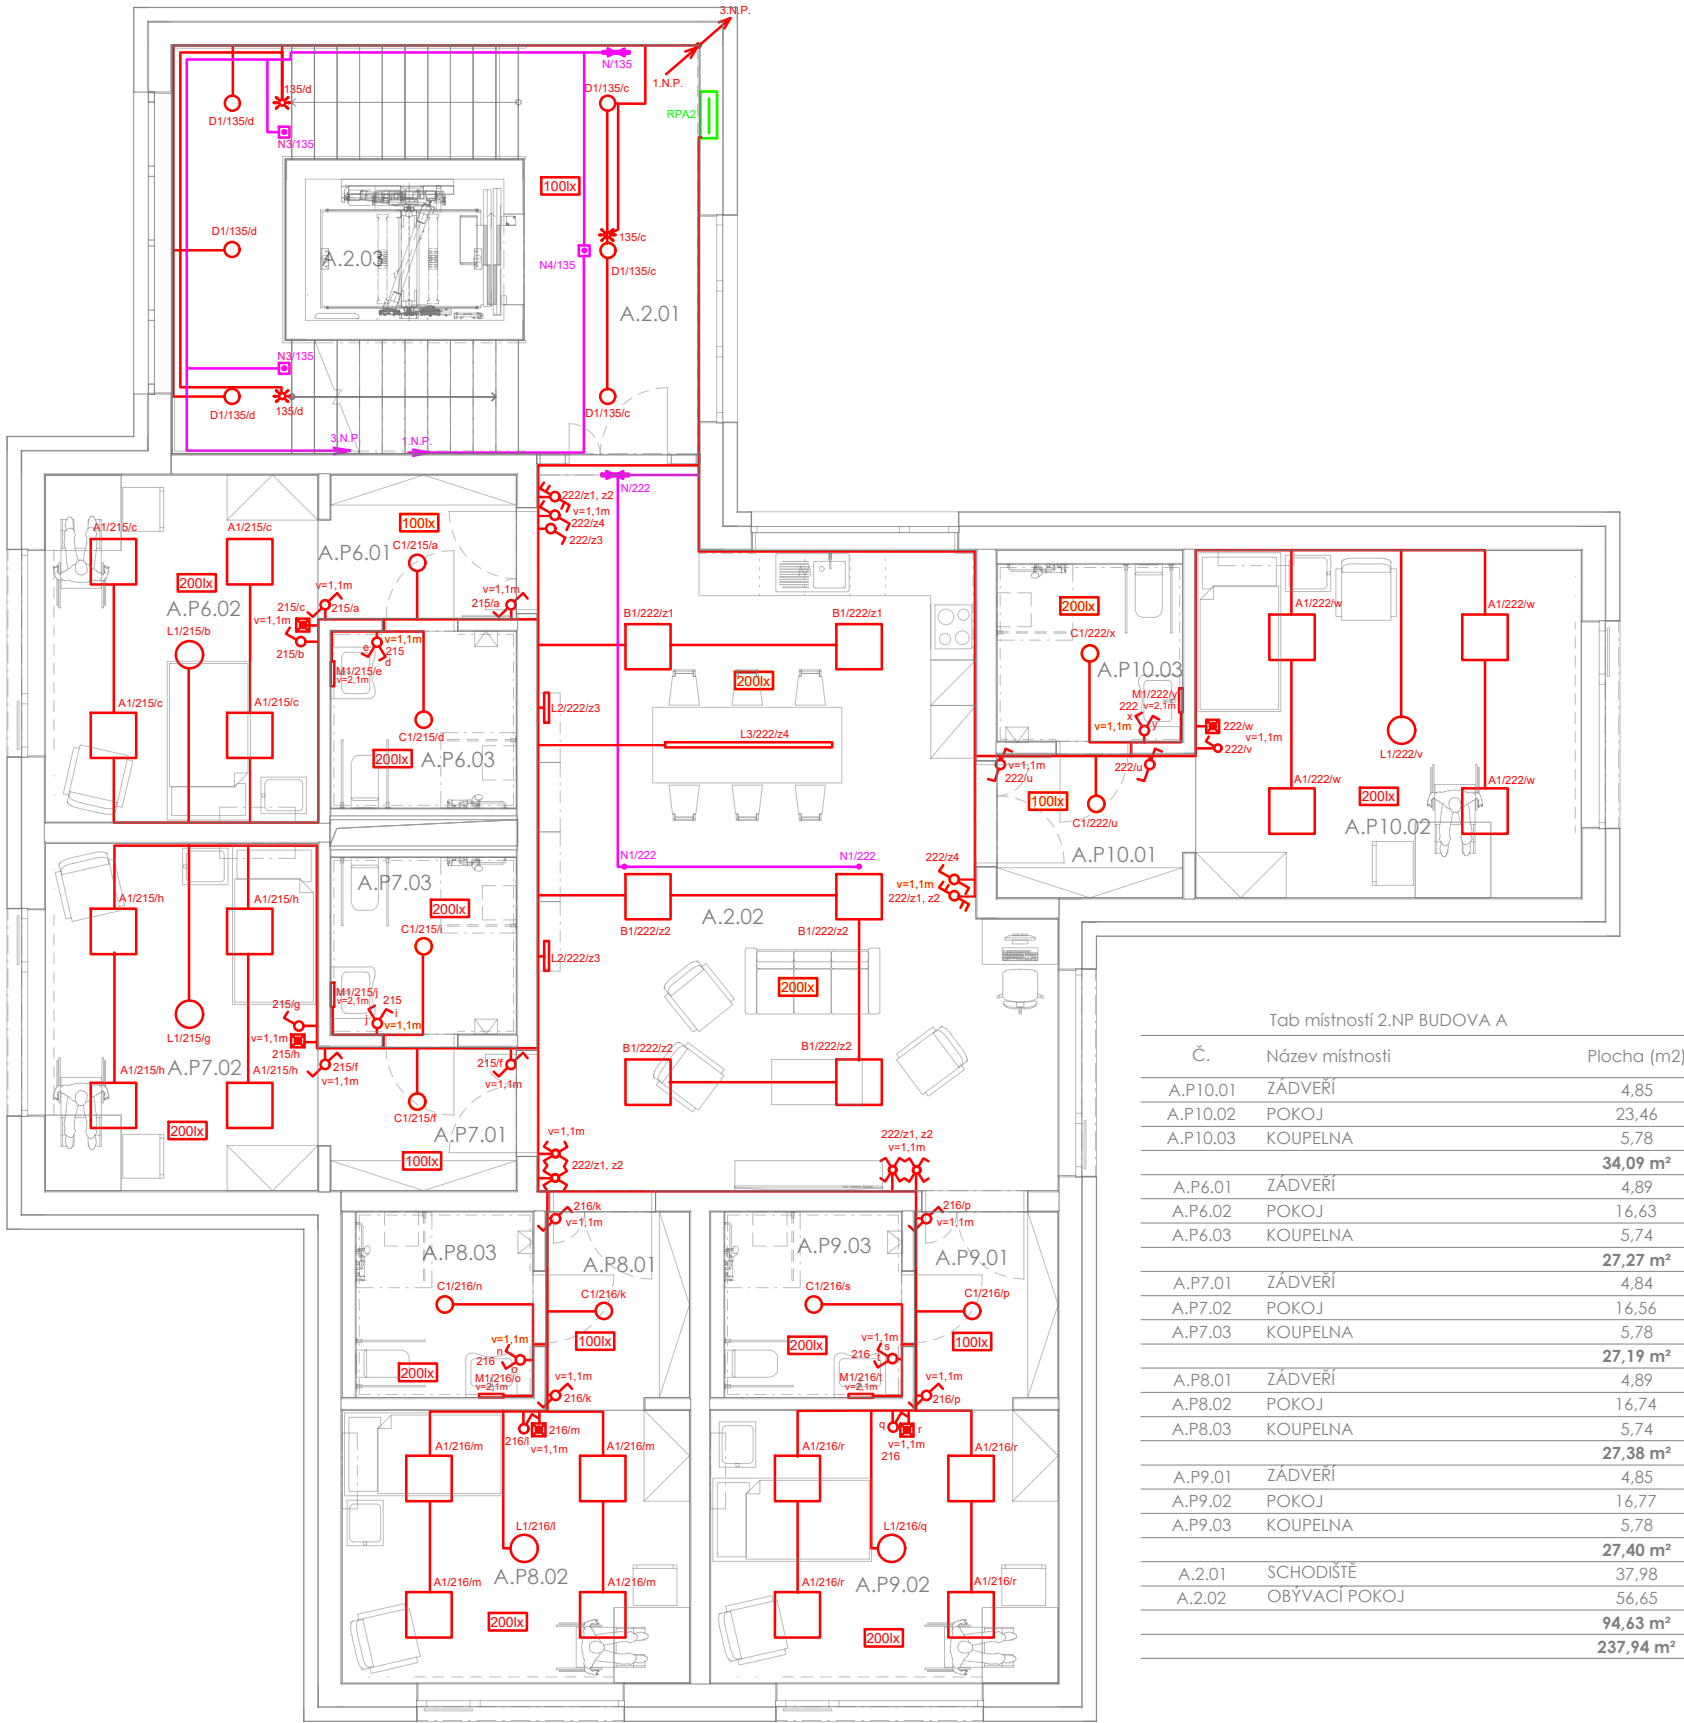 3.N.P.
N/135
1.N.P.
135/d
D1/135/c
RPA2
D1/135/d
N3/135
100lx
D1/135/d
135/c
A.2.03
N4/135
D1/135/c
A.2.01
N3/135
D1/135/d
135/d
D1/135/c
3.N.P.
1.N.P.
N/222
222/z1, z2
v=1,1m
222/z4
222/z3
A1/215/c
A1/215/c
100lx
A.P6.01
C1/215/a
200lx
A.P6.02
v=1,1m
215/c
215/a
v=1,1m
215/b
v=1,1m
215/a
L1/215/b
e
v=1,1m
215
d
M1/215/e
v=2,1m
B1/222/z1
B1/222/z1
200lx
200lx
C1/222/x
A.P10.03
A1/222/w
A1/222/w
A1/215/c
A1/215/c
C1/215/d
200lx
A.P6.03
L2/222/z3
L3/222/z4
M1/222/y
222
v=2,1m
x
v=1,1m
y
222/w
v=1,1m
222/v
L1/222/v
v=1,1m
222/u
222/u
100lx
C1/222/u
A1/222/w
A1/222/w
200lx
A.P10.02
A.P10.01
N1/222
N1/222
222/z4
v=1,1m
222/z1, z2
A.P7.03
200lx
A1/215/h
A1/215/h
C1/215/i
A.2.02
B1/222/z2
B1/222/z2
L2/222/z3
200lx
M1/215/j
v=2,1m
215
i
j
v=1,1m
215/g
v=1,1m
215/h
L1/215/g
A.P7.02
A1/215/h
A1/215/h
215/f
v=1,1m
215/f
v=1,1m
B1/222/z2
B1/222/z2
C1/215/f
200lx
A.P7.01
100lx
v=1,1m
222/z1, z2
222/z1, z2
v=1,1m
216/k
v=1,1m
216/p
v=1,1m
A.P8.03
A.P8.01
A.P9.03
A.P9.01
C1/216/n
C1/216/k
C1/216/s
C1/216/p
100lx
200lx
100lx
v=1,1m
n
216
o
200lx
M1/216/o
v=2,1m
v=1,1m
216/k
v=1,1m
s
216
t
M1/216/t
v=2,1m
v=1,1m
216/p
216/l
216/m
v=1,1m
q
r
v=1,1m
216
A1/216/m
A1/216/m
A1/216/r
A1/216/r
L1/216/l
L1/216/q
A.P8.02
A.P9.02
A1/216/m
A1/216/m
A1/216/r
A1/216/r
200lx
200lx
Tab místností 2.NP BUDOVA A
Č. Název místnosti Plocha (m2)
A.P10.01 ZÁDVEŘÍ 4,85
A.P10.02 POKOJ 23,46
A.P10.03 KOUPELNA 5,78
34,09 m²
A.P6.01 ZÁDVEŘÍ 4,89
A.P6.02 POKOJ 16,63
A.P6.03 KOUPELNA 5,74
27,27 m²
A.P7.01 ZÁDVEŘÍ 4,84
A.P7.02 POKOJ 16,56
A.P7.03 KOUPELNA 5,78
27,19 m²
A.P8.01 ZÁDVEŘÍ 4,89
A.P8.02 POKOJ 16,74
A.P8.03 KOUPELNA 5,74
27,38 m²
A.P9.01 ZÁDVEŘÍ 4,85
A.P9.02 POKOJ 16,77
A.P9.03 KOUPELNA 5,78
27,40 m²
A.2.01 SCHODIŠTĚ 37,98
A.2.02 OBÝVACÍ POKOJ 56,65
94,63 m²
237,94 m²